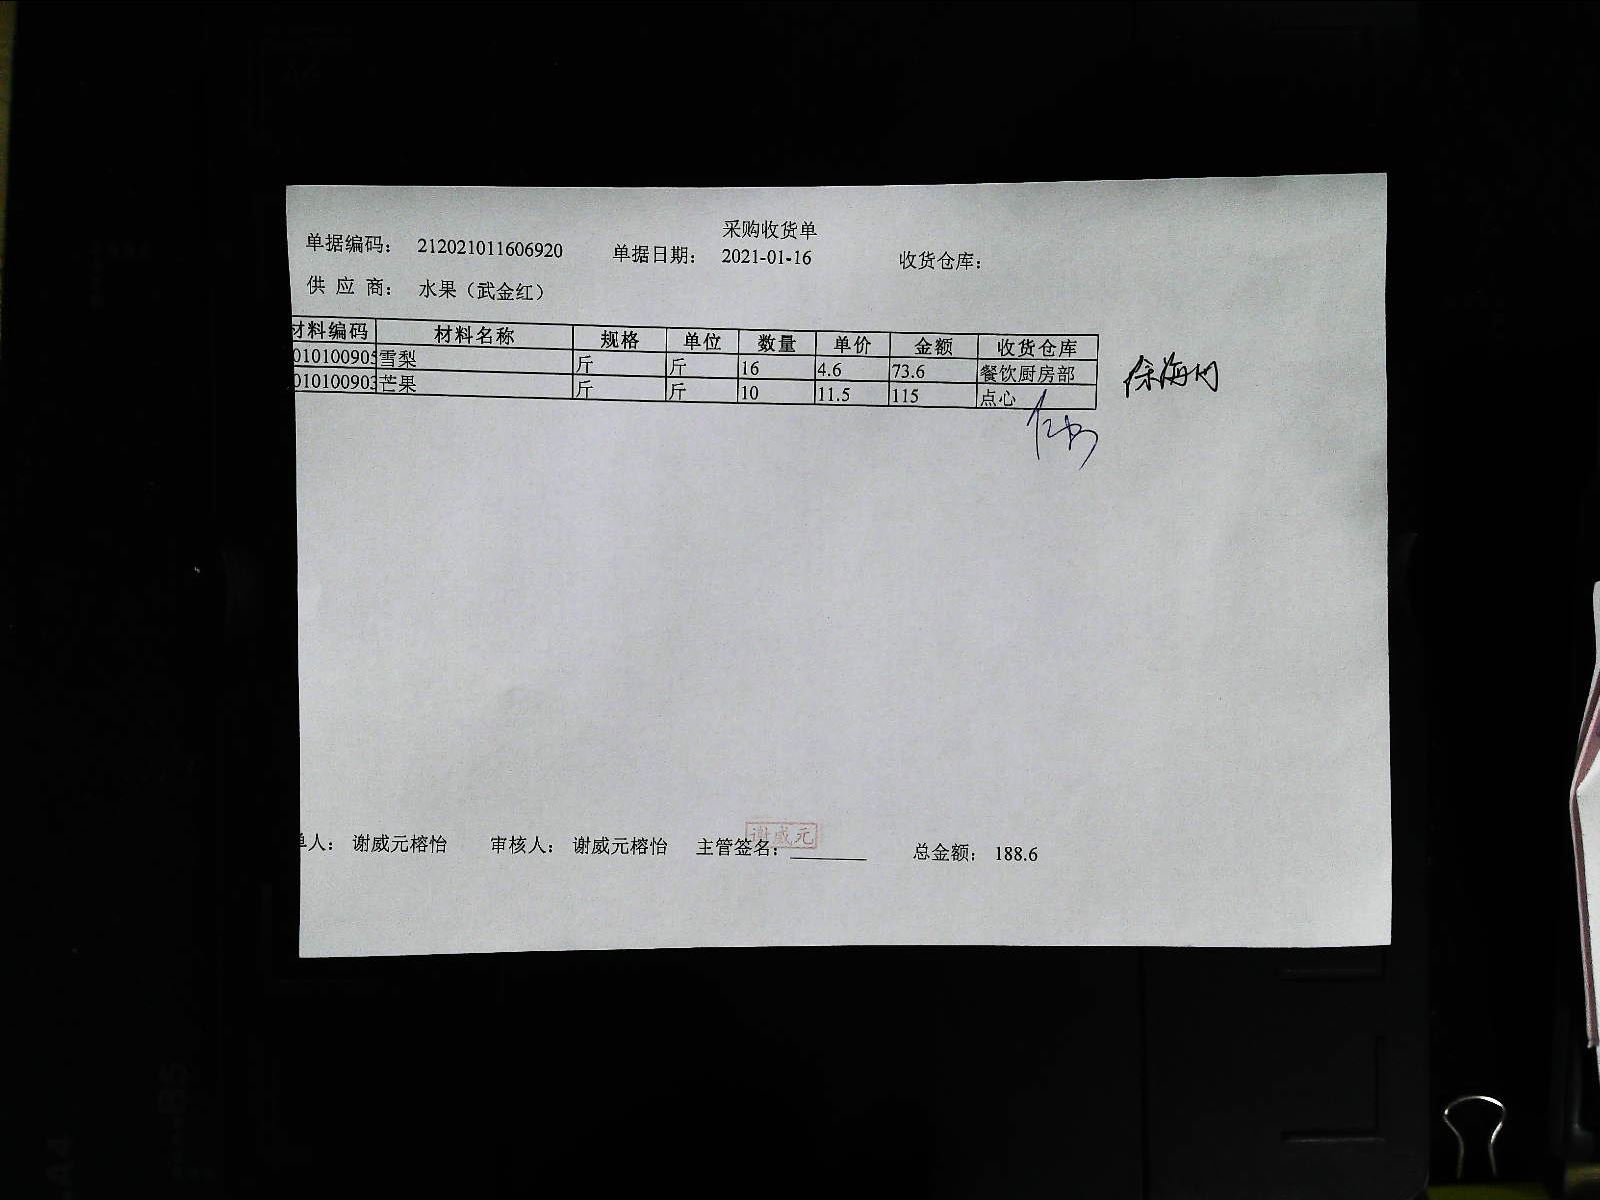 采购收货单
单据编码： 212021011606920 单据日期： 2021-01-16 收货仓库：
供 应 商： 水果（武金红）
材料编码 材料名称 规格 单位 数量 单价 金额 收货仓库
010100905 雪梨 斤 斤 16 4.6 73.6 餐饮厨房部
010100903 芒果 斤 斤 10 11.5 115 点心
谢威元
单人： 谢威元榕怡 审核人： 谢威元榕怡 主管签名： 总金额： 188.6